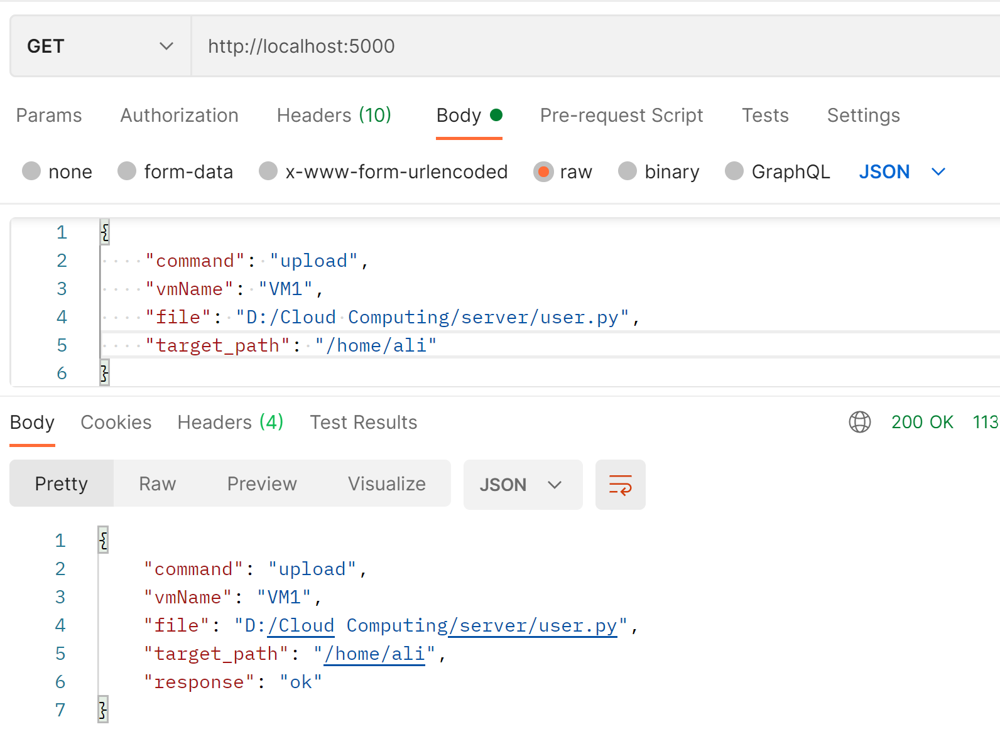 GET http://localhost:5000
Params Authorization Headers (10) Body Pre-request Script Tests Settings
none form-data x-www-form-urlencoded raw binary GraphQL JSON
1 {
2 "command": "upload",
3 "vmName": "VM1",
4 "file": "D:/Cloud Computing/server/user.py",
5 "target_path": "/home/ali"
6 }
Body Cookies Headers (4) Test Results 200 OK 113
Pretty Raw Preview Visualize JSON
1 {
2 "command": "upload",
3 "vmName": "VM1",
4 "file": "D:/Cloud Computing/server/user.py",
5 "target_path": "/home/ali",
6 "response": "ok"
7 }